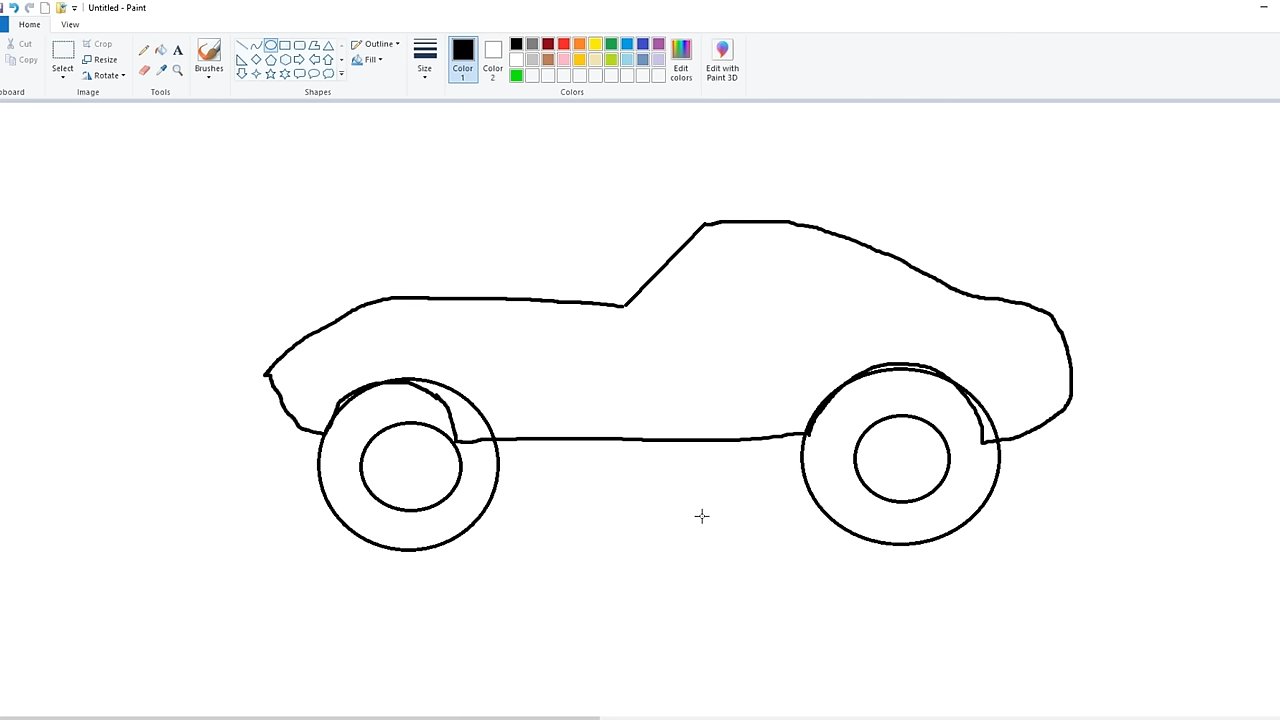 Untitled - Paint
Home View
Cut
Copy
board
Select
Crop
Resize
Rotate
Image
Tools
Brushes
Outline
Fill
Shapes
Size
Color 1
Color 2
Colors
Edit colors
Edit with Paint 3D